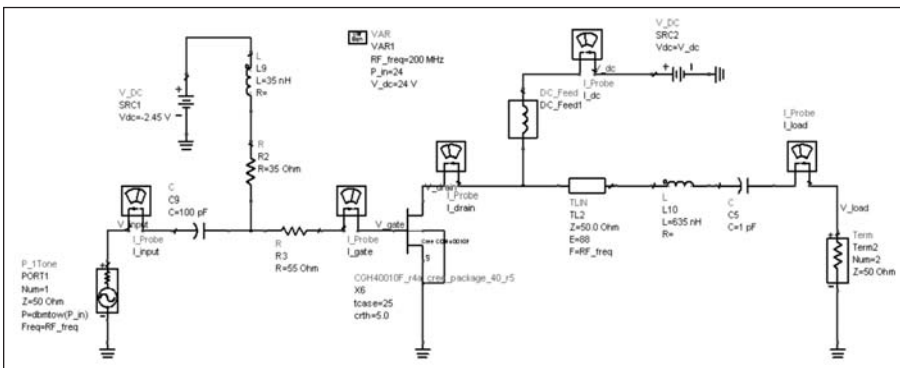 VAR
VAR1
RF_freq=200 MHz
P_in=24
V_dc=24 V
L
L9
L=35 nH
R=
V_DC
SRC1
Vdc=-2.45 V
R
R2
R=35 Ohm
C
C9
C=100 pF
V_input
I_Probe
I_input
P_1Tone
PORT1
Num=1
Z=50 Ohm
P=dbmtow(P_in)
Freq=RF_freq
R
R3
R=55 Ohm
V_gate
I_Probe
I_gate
V_drain
I_Probe
I_drain
CGH40010F_r4a_cree_package_40_r5
X6
tcase=25
crth=5.0
DC_Feed
DC_Feed1
V_dc
I_Probe
I_dc
V_DC
SRC2
Vdc=V_dc
TLIN
TL2
Z=50.0 Ohm
E=88
F=RF_freq
L
L10
L=635 nH
R=
C
C5
C=1 pF
I_Probe
I_load
V_load
Term
Term2
Num=2
Z=50 Ohm